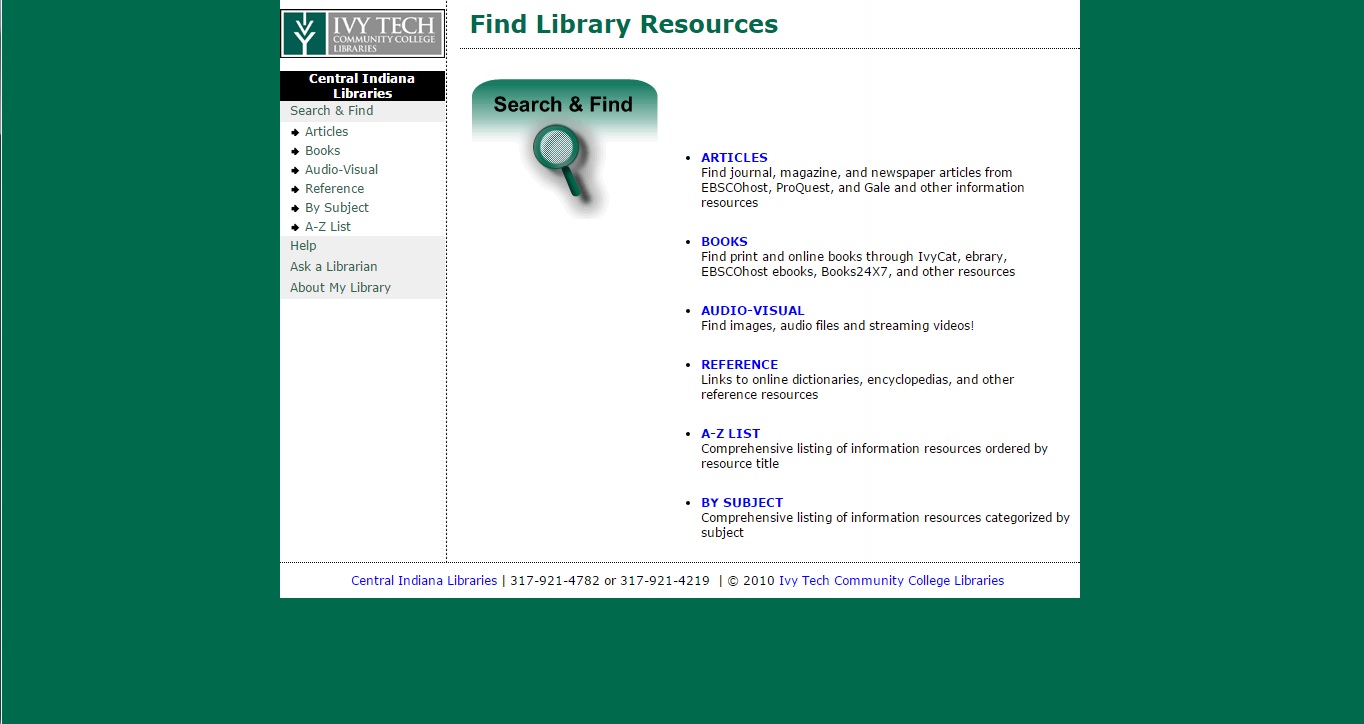 IVY TECH
COMMUNITY COLLEGE
LIBRARIES
Central Indiana
Libraries
Search & Find
Articles
Books
Audio-Visual
Reference
By Subject
A-Z List
Help
Ask a Librarian
About My Library
Find Library Resources
Search & Find
• ARTICLES
Find journal, magazine, and newspaper articles from
EBSCOhost, ProQuest, and Gale and other information
resources
• BOOKS
Find print and online books through IvyCat, ebrary,
EBSCOhost ebooks, Books24X7, and other resources
• AUDIO-VISUAL
Find images, audio files and streaming videos!
• REFERENCE
Links to online dictionaries, encyclopedias, and other
reference resources
• A-Z LIST
Comprehensive listing of information resources ordered by
resource title
• BY SUBJECT
Comprehensive listing of information resources categorized by
subject
Central Indiana Libraries | 317-921-4782 or 317-921-4219 | © 2010 Ivy Tech Community College Libraries